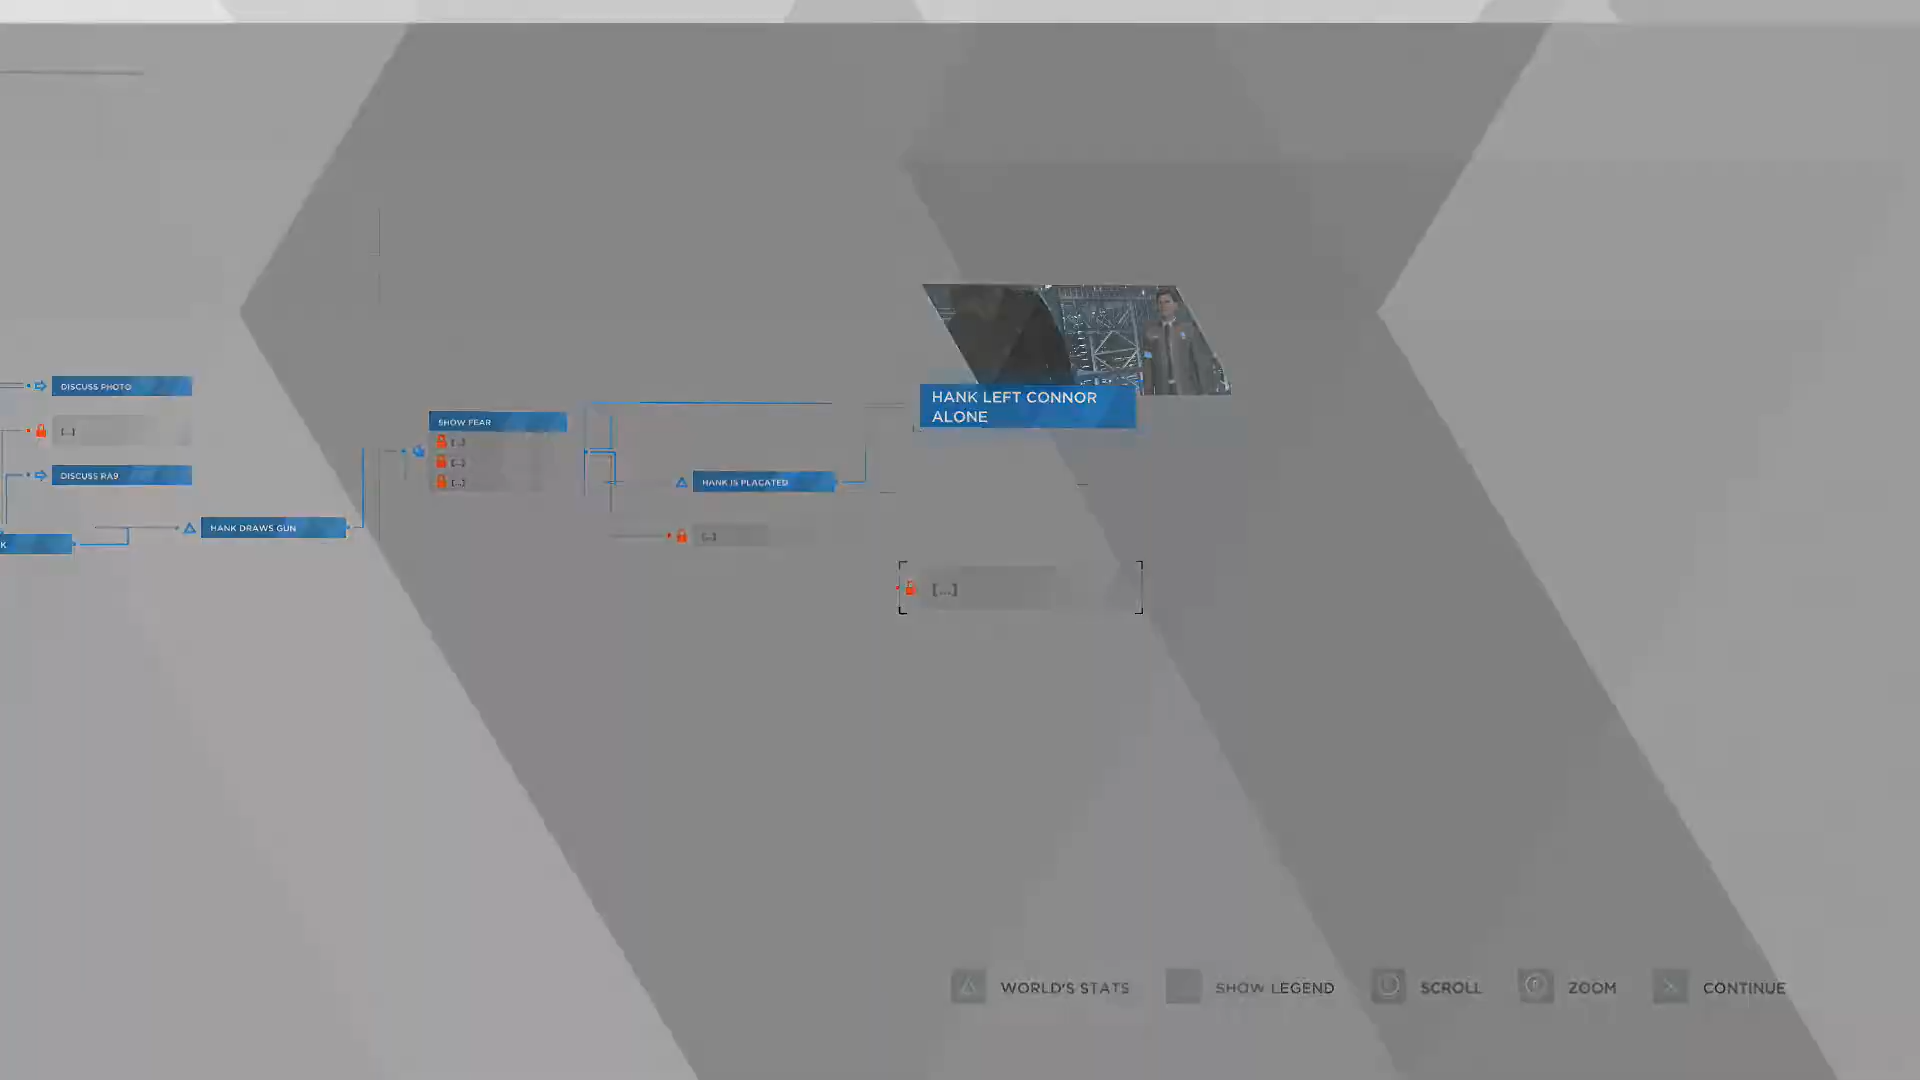 DISCUSS PHOTO
[...]
DISCUSS RA9
K
HANK DRAWS GUN
SHOW FEAR
[...]
[...]
[...]
HANK IS PLACATED
[...]
HANK LEFT CONNOR
ALONE
[...]
WORLD'S STATS
SHOW LEGEND
SCROLL
ZOOM
CONTINUE